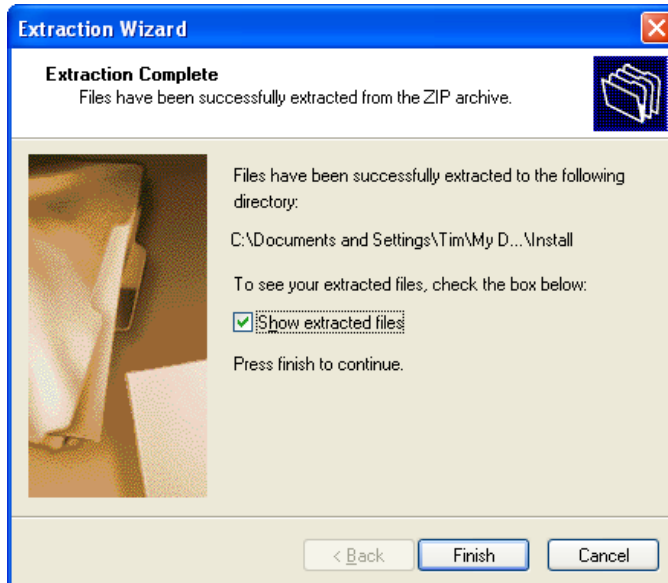 Extraction Wizard
Extraction Complete
Files have been successfully extracted from the ZIP archive.
Files have been successfully extracted to the following
directory:
C:\Documents and Settings\Tim\My D...\Install
To see your extracted files, check the box below:
Show extracted files
Press finish to continue.
< Back Finish Cancel